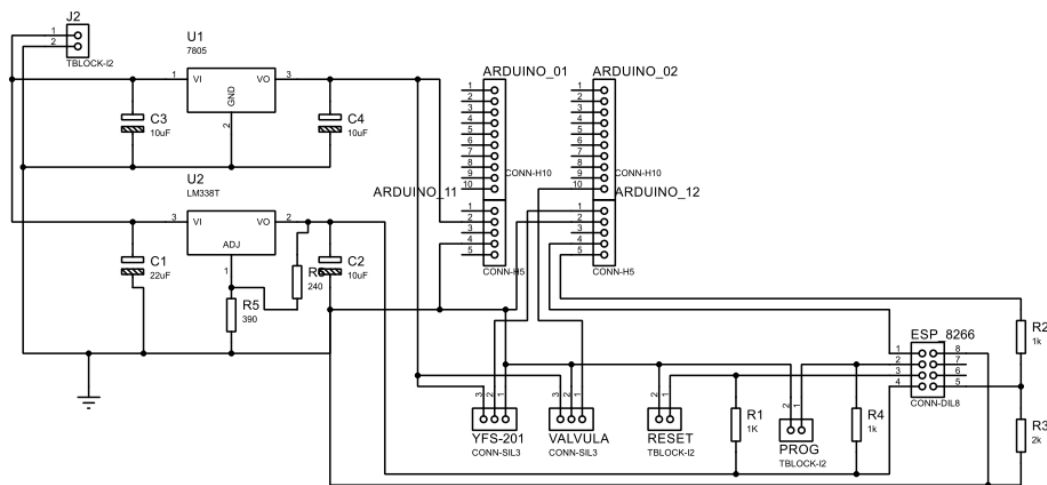 J2
1
2
TBLOCK-I2
U1
7805
1
VI
VO
3
GND
2
C3
10uF
C4
10uF
U2
LM338T
3
VI
VO
2
ADJ
1
C1
22uF
R5
390
240
C2
10uF
ARDUINO_01
1
2
3
4
5
6
7
8
9
10
CONN-H10
ARDUINO_02
1
2
3
4
5
6
7
8
9
10
CONN-H10
ARDUINO_11
1
2
3
4
5
CONN-H5
ARDUINO_12
1
2
3
4
5
CONN-H5
3
2
1
YFS-201
CONN-SIL3
3
2
1
VALVULA
CONN-SIL3
2
1
RESET
TBLOCK-I2
R1
1K
2
1
PROG
TBLOCK-I2
R4
1k
ESP_8266
1
2
3
4
8
7
6
5
CONN-DIL8
R2
1k
R3
2k